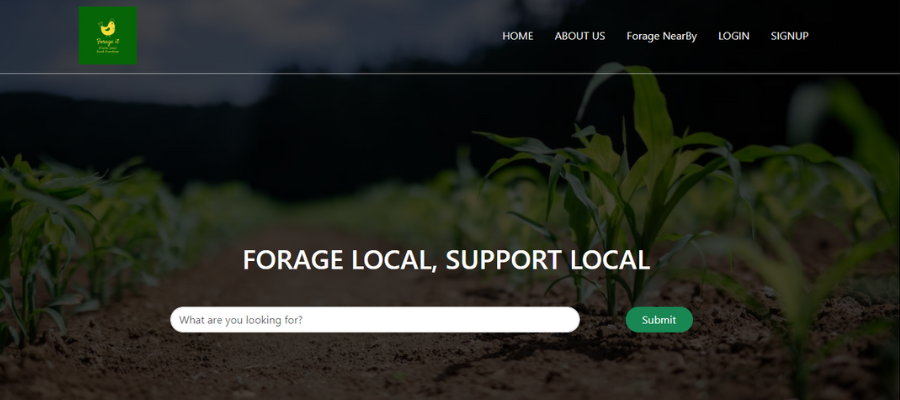 Forage it
HOME
ABOUT US
Forage NearBy
LOGIN
SIGNUP
FORAGE LOCAL, SUPPORT LOCAL
What are you looking for?
Submit